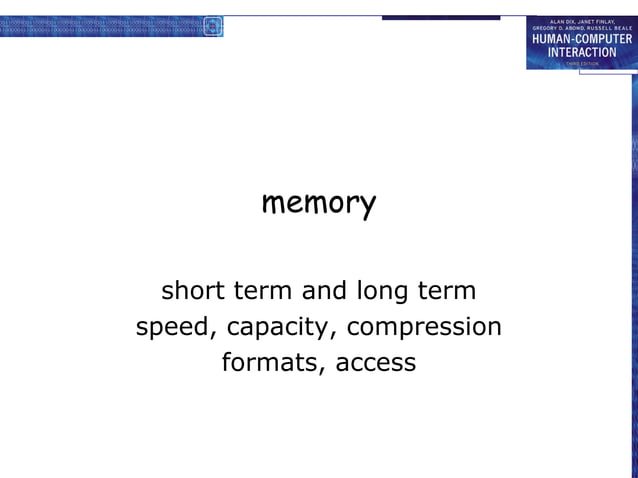 ALAN DIX, JANET FINLAY,
GREGORY D. ABOWD, RUSSELL BEALE
HUMAN-COMPUTER
INTERACTION
THIRD EDITION
memory
short term and long term
speed, capacity, compression
formats, access